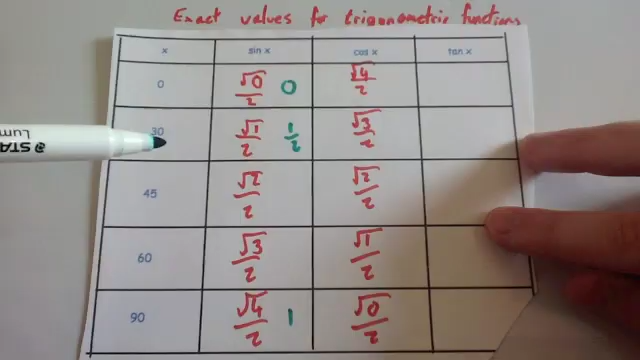 Exact values for trigonometric functions
x sin x cos x tan x
0 √0/2 0 √4/2
30 √1/2 1/2 √3/2
45 √2/2 √2/2
60 √3/2 √1/2
90 √4/2 1 √0/2
STA
Lum